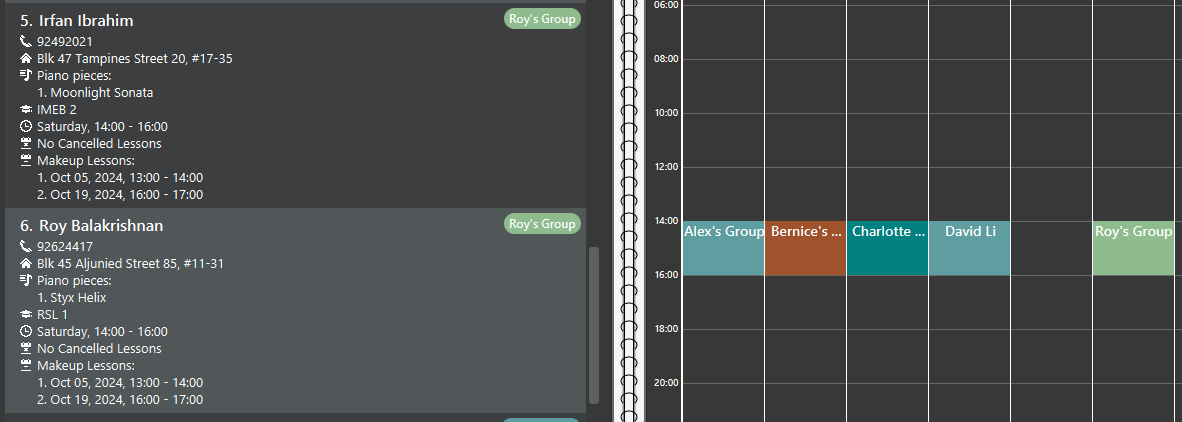 5. Irfan Ibrahim
Roy's Group
92492021
Blk 47 Tampines Street 20, #17-35
Piano pieces:
1. Moonlight Sonata
IMEB 2
Saturday, 14:00 - 16:00
No Cancelled Lessons
Makeup Lessons:
1. Oct 05, 2024, 13:00 - 14:00
2. Oct 19, 2024, 16:00 - 17:00
6. Roy Balakrishnan
Roy's Group
92624417
Blk 45 Aljunied Street 85, #11-31
Piano pieces:
1. Styx Helix
RSL 1
Saturday, 14:00 - 16:00
No Cancelled Lessons
Makeup Lessons:
1. Oct 05, 2024, 13:00 - 14:00
2. Oct 19, 2024, 16:00 - 17:00
06:00
08:00
10:00
12:00
14:00
Alex's Group
Bernice's ...
Charlotte ...
David Li
Roy's Group
16:00
18:00
20:00